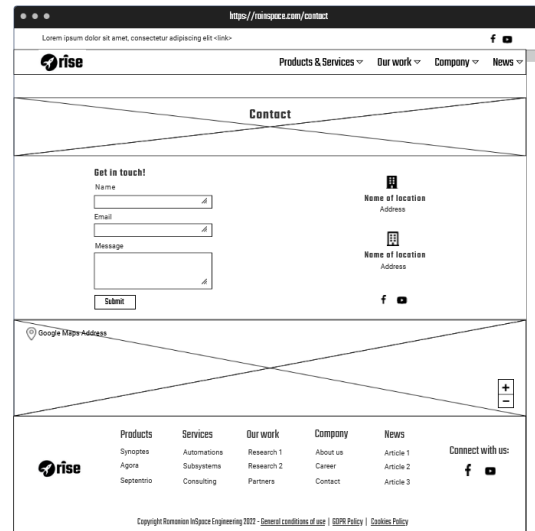 https://roinspace.com/contact
Lorem ipsum dolor sit amet, consectetur adipiscing elit <link>
rise
Products & Services Our work Company News
Contact
Get in touch!
Name
Email
Message
Submit
Name of location
Address
Name of location
Address
Google Maps Address
+
−
rise
Products
Synoptes
Agora
Septentrio
Services
Automations
Subsystems
Consulting
Our work
Research 1
Research 2
Partners
Company
About us
Career
Contact
News
Article 1
Article 2
Article 3
Connect with us:
Copyright Romanian InSpace Engineering 2022 - General conditions of use | GDPR Policy | Cookies Policy